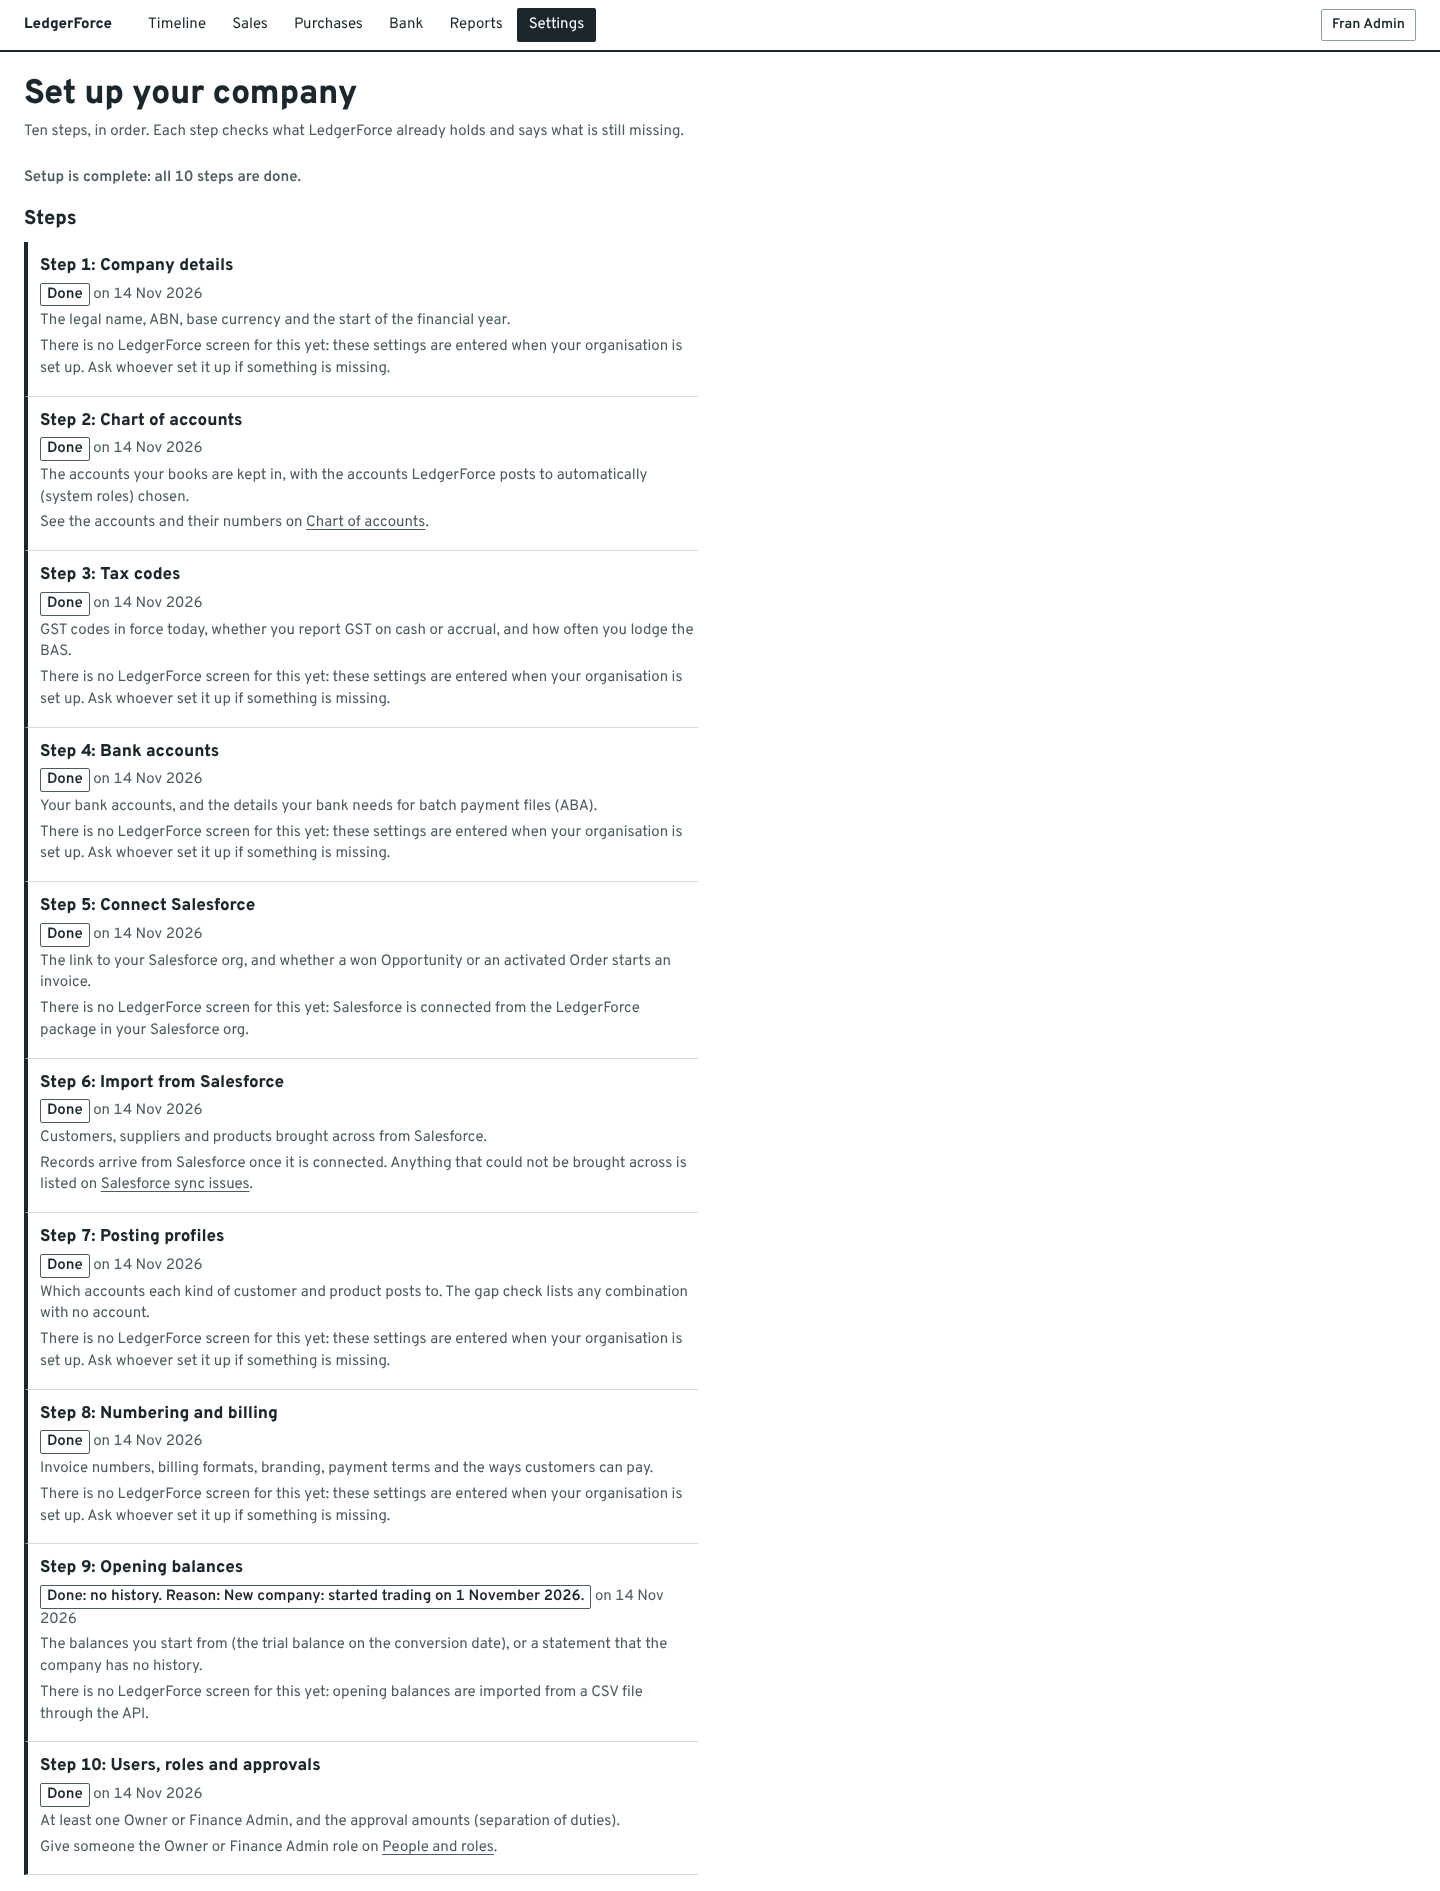 LedgerForce Timeline Sales Purchases Bank Reports Settings Fran Admin
Set up your company
Ten steps, in order. Each step checks what LedgerForce already holds and says what is still missing.
Setup is complete: all 10 steps are done.
Steps
Step 1: Company details
Done on 14 Nov 2026
The legal name, ABN, base currency and the start of the financial year.
There is no LedgerForce screen for this yet: these settings are entered when your organisation is
set up. Ask whoever set it up if something is missing.
Step 2: Chart of accounts
Done on 14 Nov 2026
The accounts your books are kept in, with the accounts LedgerForce posts to automatically
(system roles) chosen.
See the accounts and their numbers on Chart of accounts.
Step 3: Tax codes
Done on 14 Nov 2026
GST codes in force today, whether you report GST on cash or accrual, and how often you lodge the
BAS.
There is no LedgerForce screen for this yet: these settings are entered when your organisation is
set up. Ask whoever set it up if something is missing.
Step 4: Bank accounts
Done on 14 Nov 2026
Your bank accounts, and the details your bank needs for batch payment files (ABA).
There is no LedgerForce screen for this yet: these settings are entered when your organisation is
set up. Ask whoever set it up if something is missing.
Step 5: Connect Salesforce
Done on 14 Nov 2026
The link to your Salesforce org, and whether a won Opportunity or an activated Order starts an
invoice.
There is no LedgerForce screen for this yet: Salesforce is connected from the LedgerForce
package in your Salesforce org.
Step 6: Import from Salesforce
Done on 14 Nov 2026
Customers, suppliers and products brought across from Salesforce.
Records arrive from Salesforce once it is connected. Anything that could not be brought across is
listed on Salesforce sync issues.
Step 7: Posting profiles
Done on 14 Nov 2026
Which accounts each kind of customer and product posts to. The gap check lists any combination
with no account.
There is no LedgerForce screen for this yet: these settings are entered when your organisation is
set up. Ask whoever set it up if something is missing.
Step 8: Numbering and billing
Done on 14 Nov 2026
Invoice numbers, billing formats, branding, payment terms and the ways customers can pay.
There is no LedgerForce screen for this yet: these settings are entered when your organisation is
set up. Ask whoever set it up if something is missing.
Step 9: Opening balances
Done: no history. Reason: New company: started trading on 1 November 2026. on 14 Nov
2026
The balances you start from (the trial balance on the conversion date), or a statement that the
company has no history.
There is no LedgerForce screen for this yet: opening balances are imported from a CSV file
through the API.
Step 10: Users, roles and approvals
Done on 14 Nov 2026
At least one Owner or Finance Admin, and the approval amounts (separation of duties).
Give someone the Owner or Finance Admin role on People and roles.